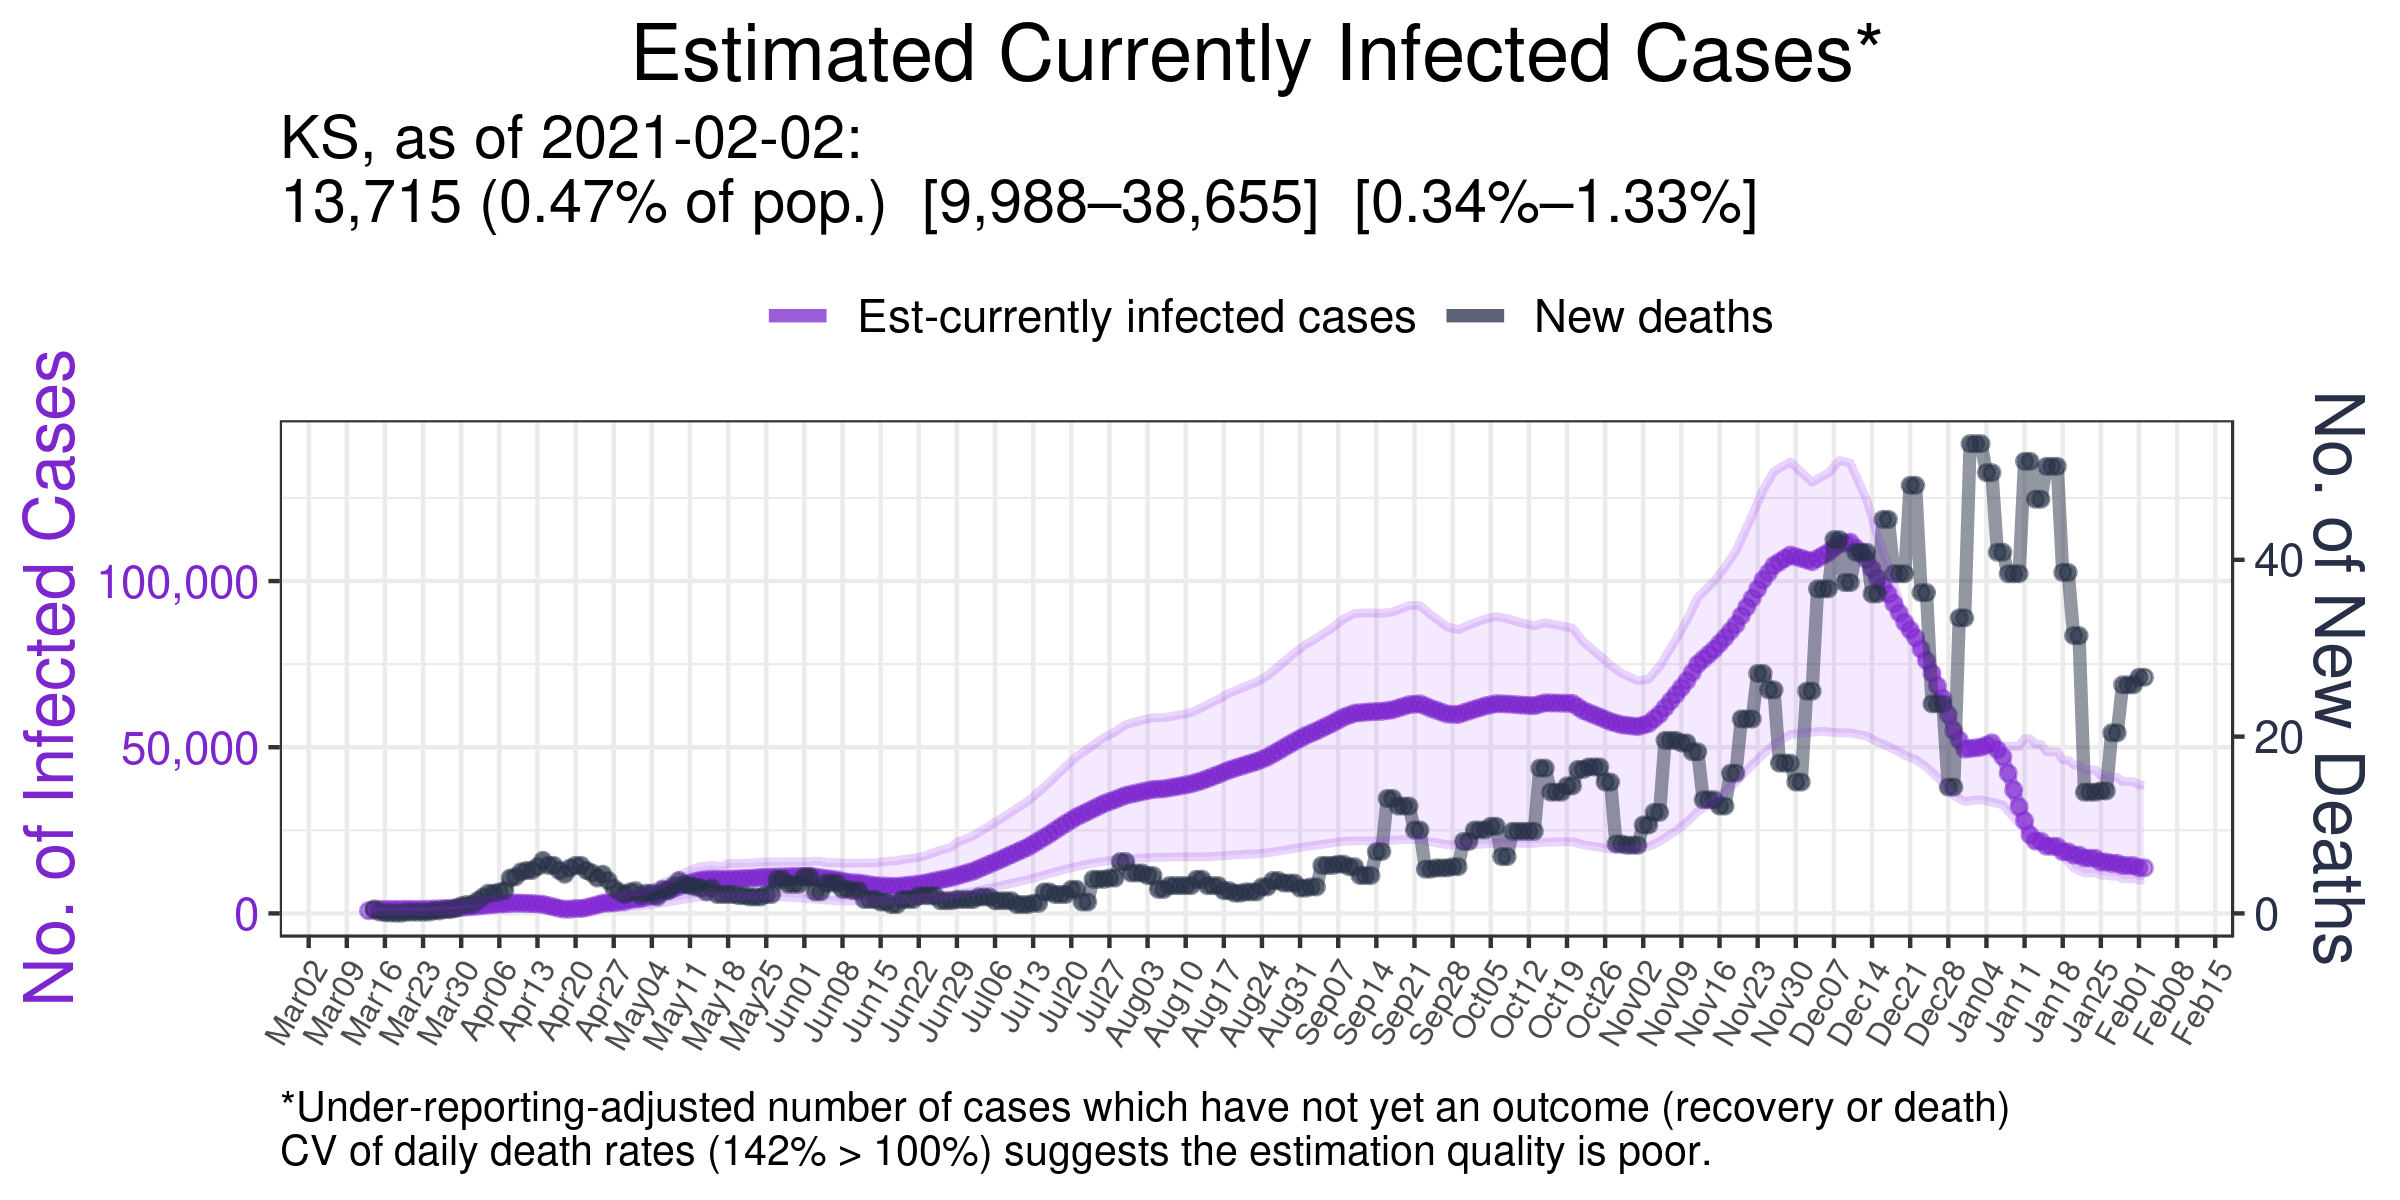 Estimated Currently Infected Cases*
KS, as of 2021-02-02:
13,715 (0.47% of pop.) [9,988–38,655] [0.34%–1.33%]
Est-currently infected cases
New deaths
No. of Infected Cases
100,000
50,000
0
40
20
0
No. of New Deaths
Mar02
Mar09
Mar16
Mar23
Mar30
Apr06
Apr13
Apr20
Apr27
May04
May11
May18
May25
Jun01
Jun08
Jun15
Jun22
Jun29
Jul06
Jul13
Jul20
Jul27
Aug03
Aug10
Aug17
Aug24
Aug31
Sep07
Sep14
Sep21
Sep28
Oct05
Oct12
Oct19
Oct26
Nov02
Nov09
Nov16
Nov23
Nov30
Dec07
Dec14
Dec21
Dec28
Jan04
Jan11
Jan18
Jan25
Feb01
Feb08
Feb15
*Under-reporting-adjusted number of cases which have not yet an outcome (recovery or death)
CV of daily death rates (142% > 100%) suggests the estimation quality is poor.